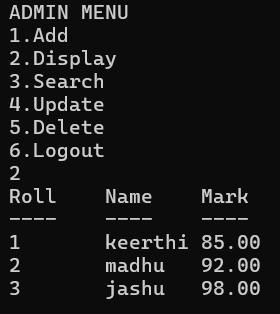 ADMIN MENU
1.Add
2.Display
3.Search
4.Update
5.Delete
6.Logout
2
Roll    Name    Mark
----    ----    ----
1       keerthi 85.00
2       madhu   92.00
3       jashu   98.00